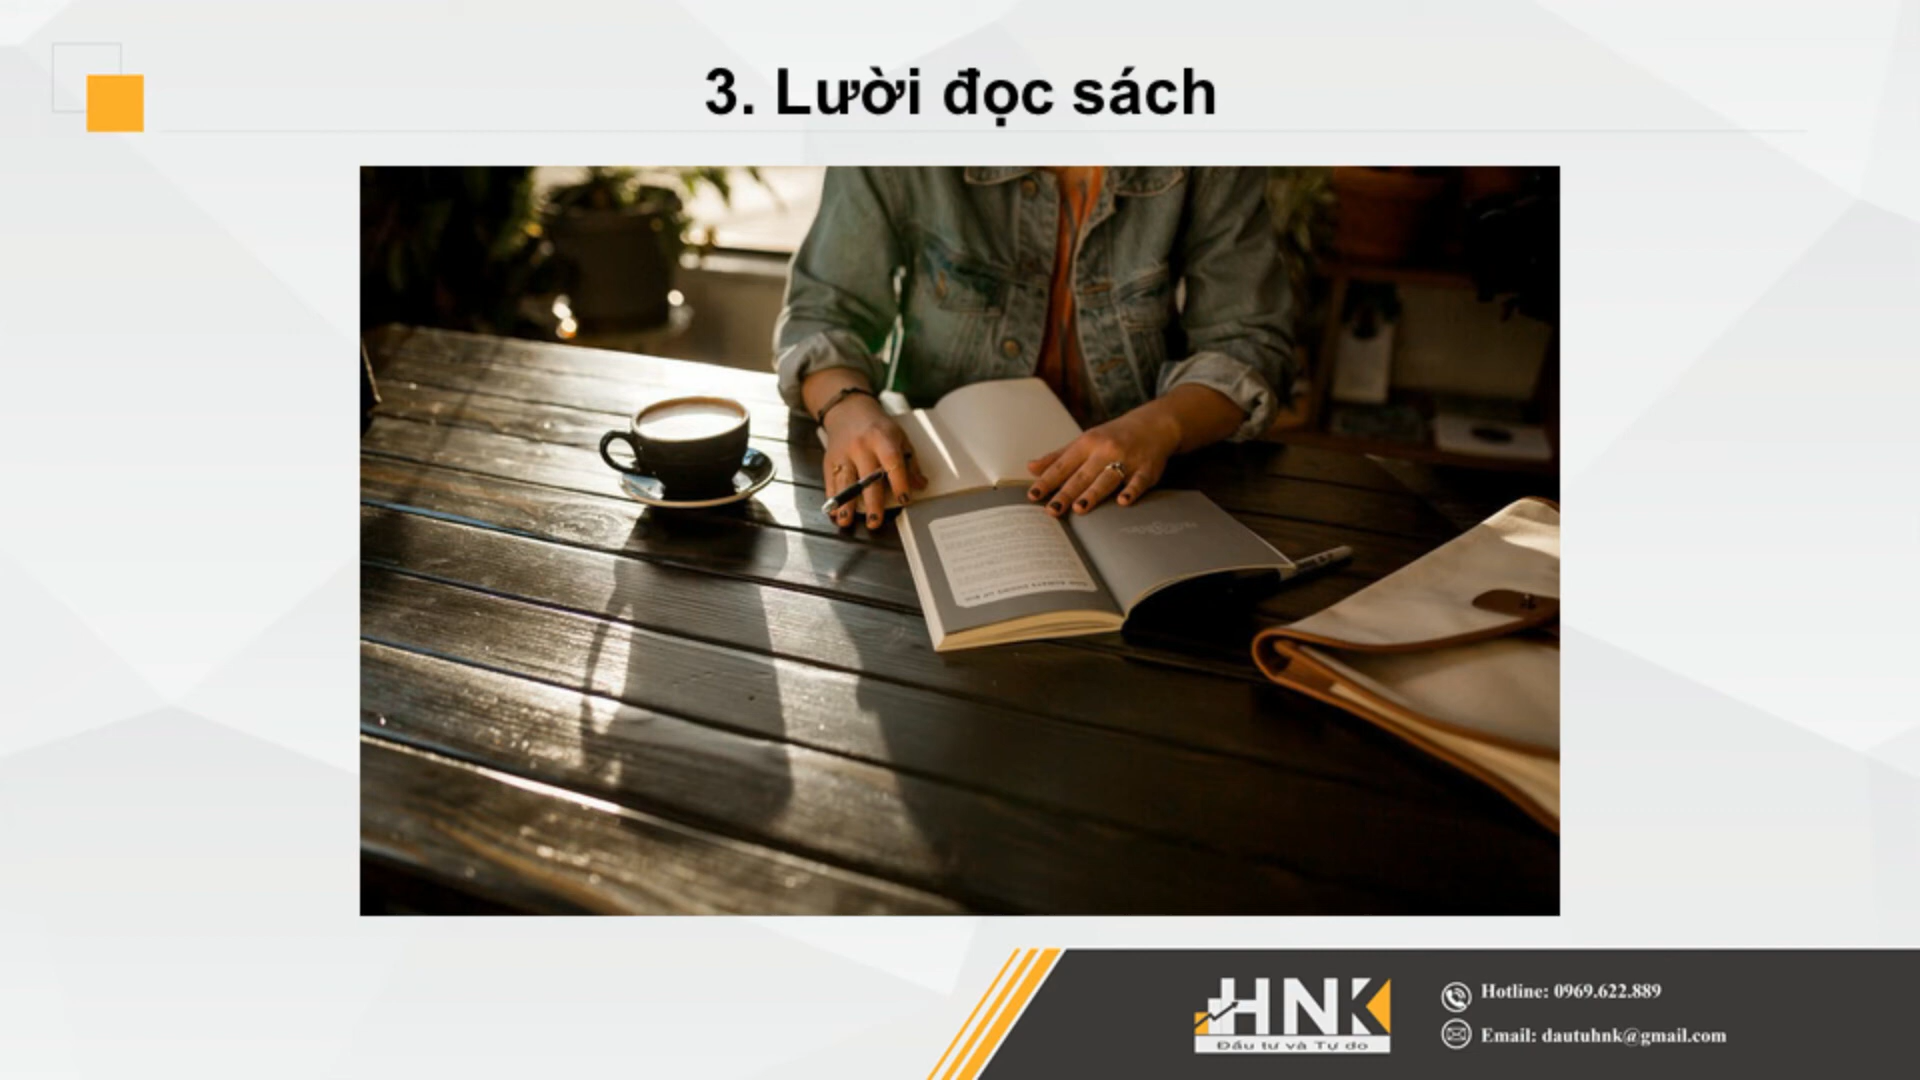 3. Lười đọc sách
HNK
Đầu tư và Tự do
Hotline: 0969.622.889
Email: dautuhnk@gmail.com